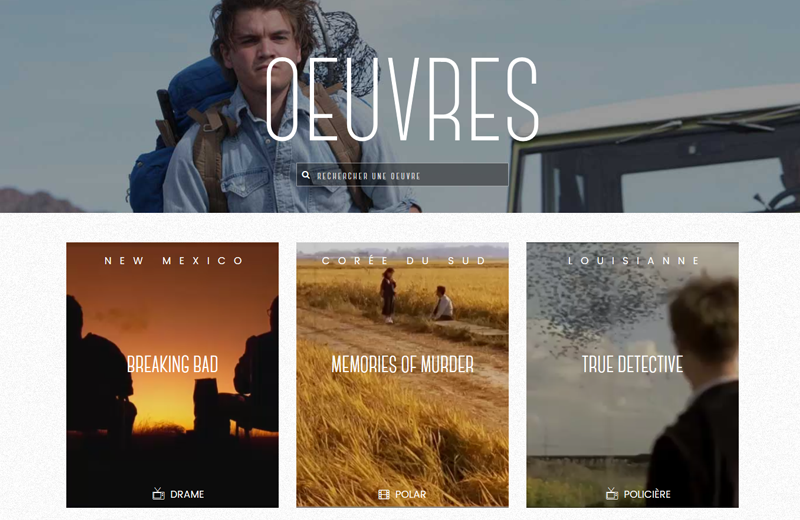 OEUVRES
RECHERCHER UNE OEUVRE
NEW MEXICO
BREAKING BAD
DRAME
CORÉE DU SUD
MEMORIES OF MURDER
POLAR
LOUISIANNE
TRUE DETECTIVE
POLICIÈRE